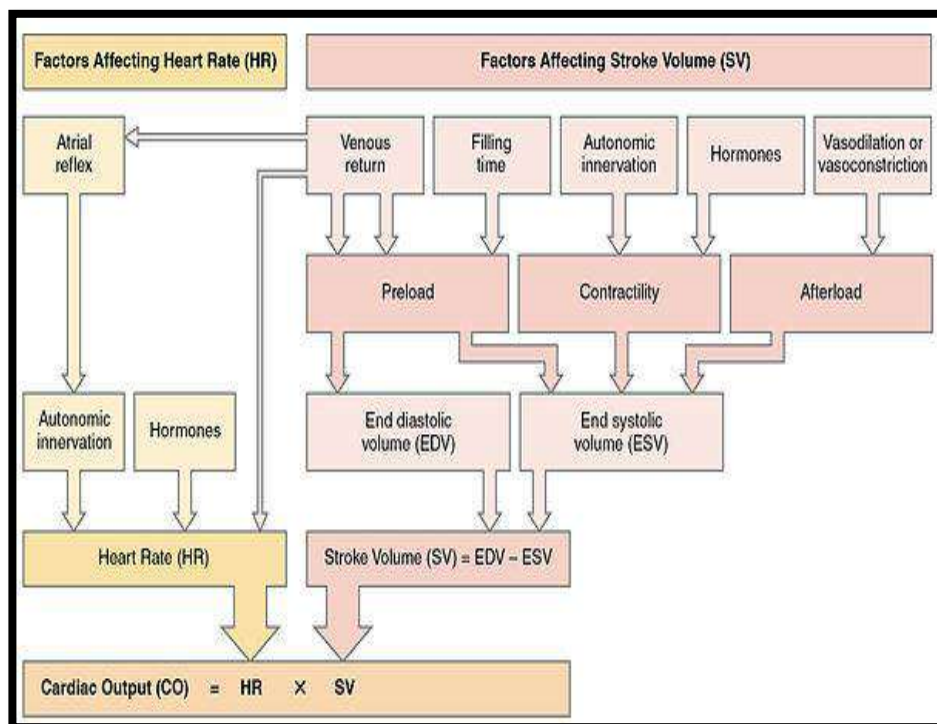 Factors Affecting Heart Rate (HR)
Factors Affecting Stroke Volume (SV)
Atrial
reflex
Venous
return
Filling
time
Autonomic
innervation
Hormones
Vasodilation or
vasoconstriction
Preload
Contractility
Afterload
Autonomic
innervation
Hormones
End diastolic
volume (EDV)
End systolic
volume (ESV)
Heart Rate (HR)
Stroke Volume (SV) = EDV – ESV
Cardiac Output (CO) = HR X SV